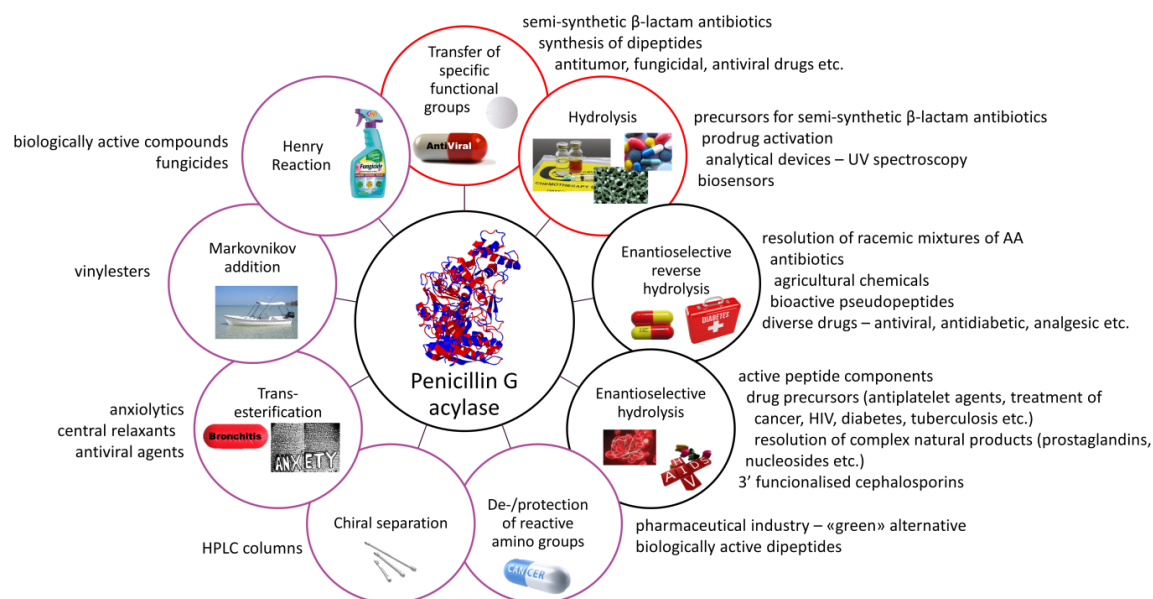 semi-synthetic β-lactam antibiotics
synthesis of dipeptides
antitumor, fungicidal, antiviral drugs etc.
Transfer of
specific
functional
groups
AntiViral
Hydrolysis
CHEMOTHERAPY
precursors for semi-synthetic β-lactam antibiotics
prodrug activation
analytical devices – UV spectroscopy
biosensors
biologically active compounds
fungicides
Henry
Reaction
Fungicide
Markovnikov
addition
vinylesters
Enantioselective
reverse
hydrolysis
DIABETES
resolution of racemic mixtures of AA
antibiotics
agricultural chemicals
bioactive pseudopeptides
diverse drugs – antiviral, antidiabetic, analgesic etc.
Penicillin G
acylase
Trans-
esterification
Bronchitis
ANXIETY
anxiolytics
central relaxants
antiviral agents
Enantioselective
hydrolysis
AIDS
V
active peptide components
drug precursors (antiplatelet agents, treatment of
cancer, HIV, diabetes, tuberculosis etc.)
resolution of complex natural products (prostaglandins,
nucleosides etc.)
3’ funcionalised cephalosporins
Chiral separation
HPLC columns
De-/protection
of reactive
amino groups
CANCER
pharmaceutical industry – «green» alternative
biologically active dipeptides